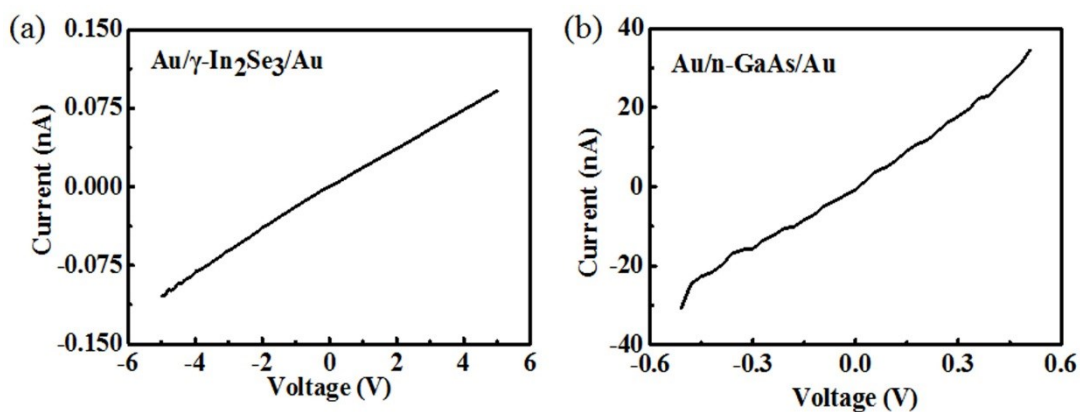 (a)
Au/γ-In2Se3/Au
Current (nA)
0.150
0.075
0.000
-0.075
-0.150
-6 -4 -2 0 2 4 6
Voltage (V)
(b)
Au/n-GaAs/Au
Current (nA)
40
20
0
-20
-40
-0.6 -0.3 0.0 0.3 0.6
Voltage (V)